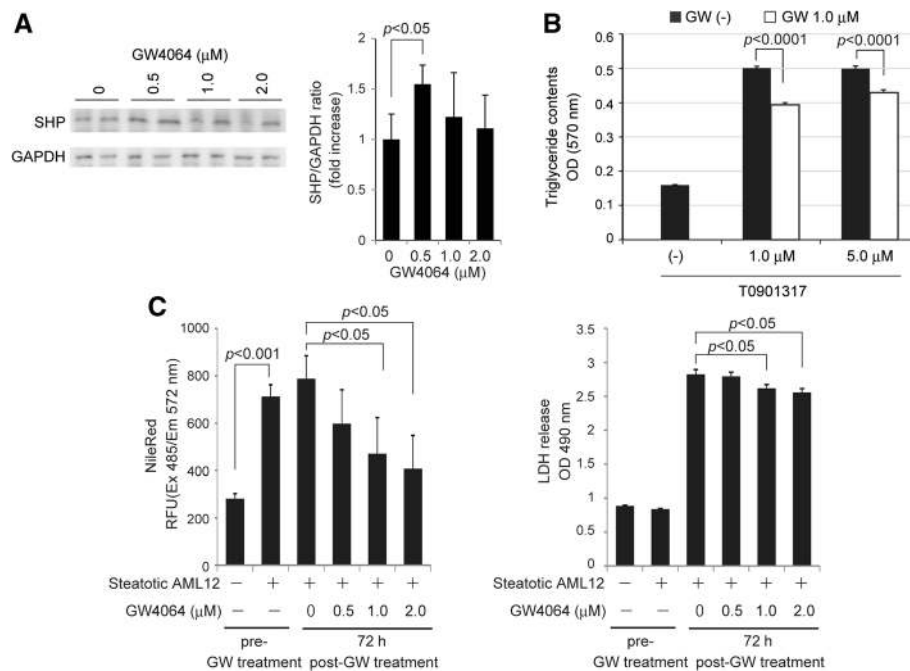 A
GW4064
(μM)
0
0.5
1.0
2.0
SHP
GAPDH
SHP/GAPDH ratio
(fold increase)
2
1.5
1
0.5
0
p<0.05
0 0.5 1.0 2.0
GW4064 (μM)
B
GW (-) GW 1.0 μM
Triglyceride contents
OD (570 nm)
0.6
0.5
0.4
0.3
0.2
0.1
0
p<0.0001 p<0.0001
(-) 1.0 μM 5.0 μM
T0901317
C
NileRed
RFU(Ex 485/Em 572 nm)
1000
800
600
400
200
0
p<0.001
p<0.05
p<0.05
Steatotic AML12 − + + + + +
GW4064 (μM) − − 0 0.5 1.0 2.0
pre-
GW treatment
72 h
post-GW treatment
LDH release
OD 490 nm
3.5
3
2.5
2
1.5
1
0.5
0
p<0.05
p<0.05
Steatotic AML12 − + + + + +
GW4064 (μM) − − 0 0.5 1.0 2.0
pre-
GW treatment
72 h
post-GW treatment